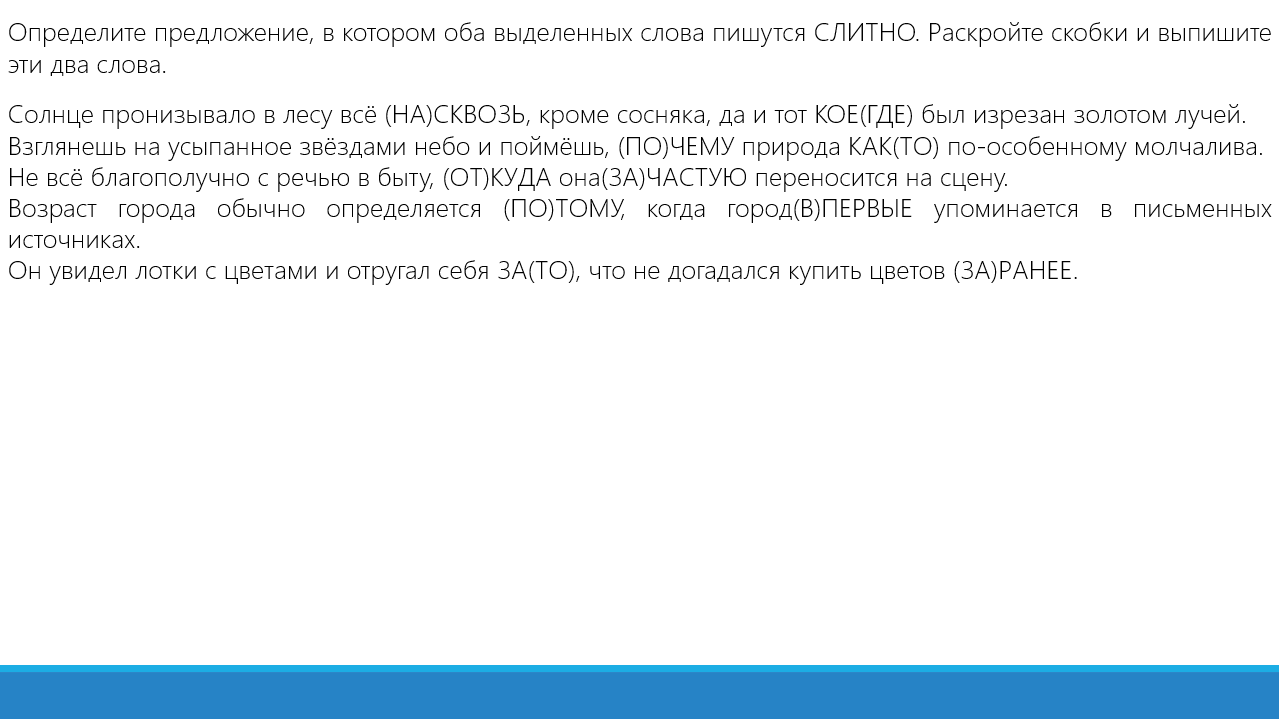 Определите предложение, в котором оба выделенных слова пишутся СЛИТНО. Раскройте скобки и выпишите
эти два слова.
Солнце пронизывало в лесу всё (НА)СКВОЗЬ, кроме сосняка, да и тот КОЕ(ГДЕ) был изрезан золотом лучей.
Взглянешь на усыпанное звёздами небо и поймёшь, (ПО)ЧЕМУ природа КАК(ТО) по-особенному молчалива.
Не всё благополучно с речью в быту, (ОТ)КУДА она(ЗА)ЧАСТУЮ переносится на сцену.
Возраст города обычно определяется (ПО)ТОМУ, когда город(В)ПЕРВЫЕ упоминается в письменных
источниках.
Он увидел лотки с цветами и отругал себя ЗА(ТО), что не догадался купить цветов (ЗА)РАНЕЕ.